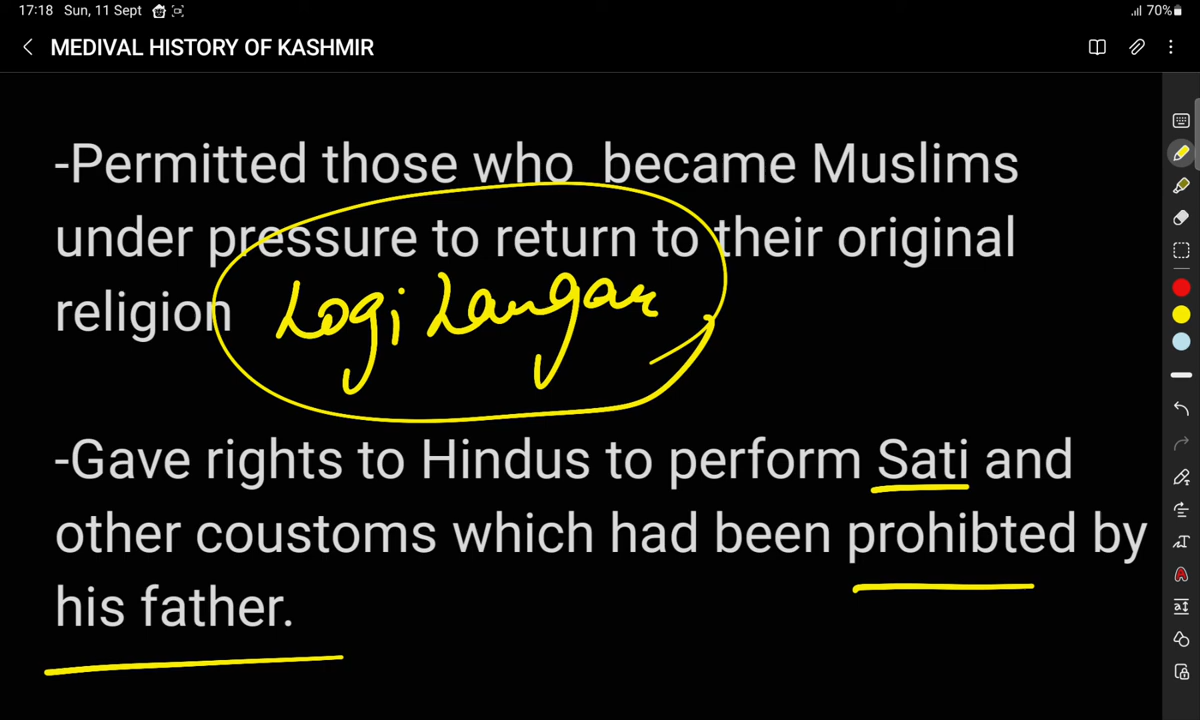 17:18 Sun, 11 Sept 70%
MEDIVAL HISTORY OF KASHMIR
-Permitted those who became Muslims
under pressure to return to their original
religion
Logi Langar
-Gave rights to Hindus to perform Sati and
other coustoms which had been prohibted by
his father.